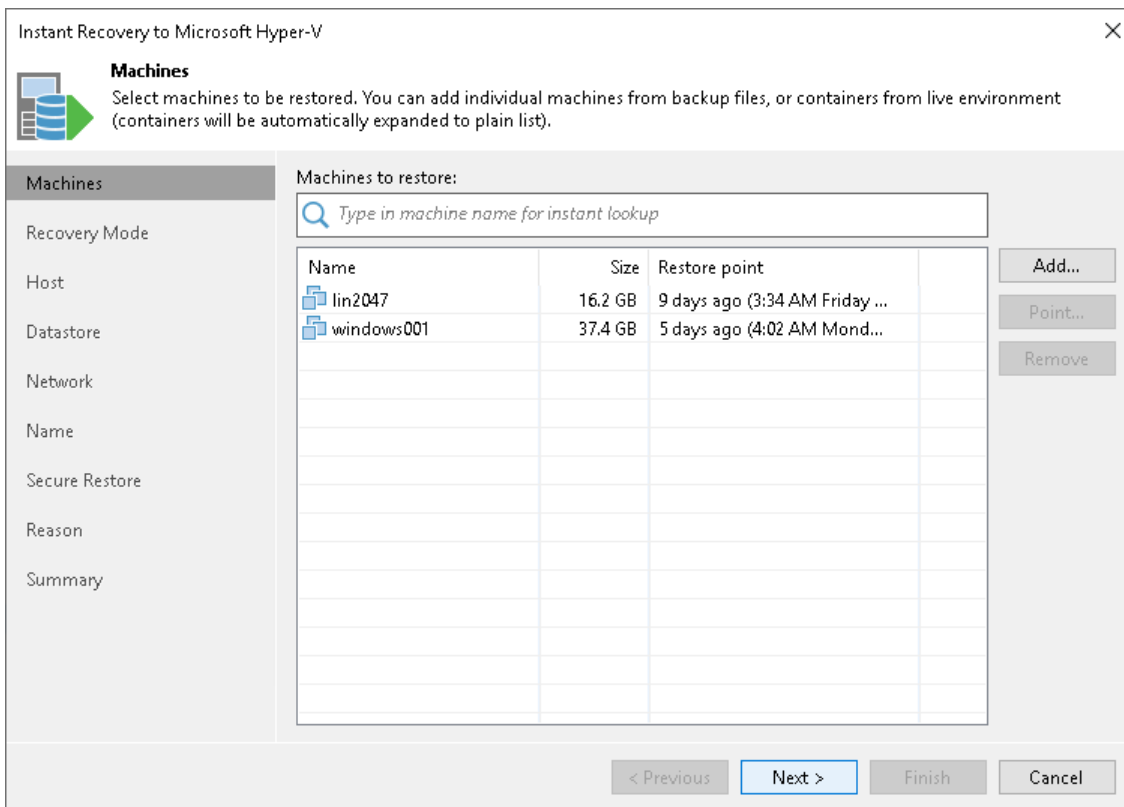 Instant Recovery to Microsoft Hyper-V
Machines
Select machines to be restored. You can add individual machines from backup files, or containers from live environment
(containers will be automatically expanded to plain list).
Machines
Recovery Mode
Host
Datastore
Network
Name
Secure Restore
Reason
Summary
Machines to restore:
Type in machine name for instant lookup
Name Size Restore point
lin2047 16.2 GB 9 days ago (3:34 AM Friday ...
windows001 37.4 GB 5 days ago (4:02 AM Mond...
Add...
Point...
Remove
< Previous Next > Finish Cancel